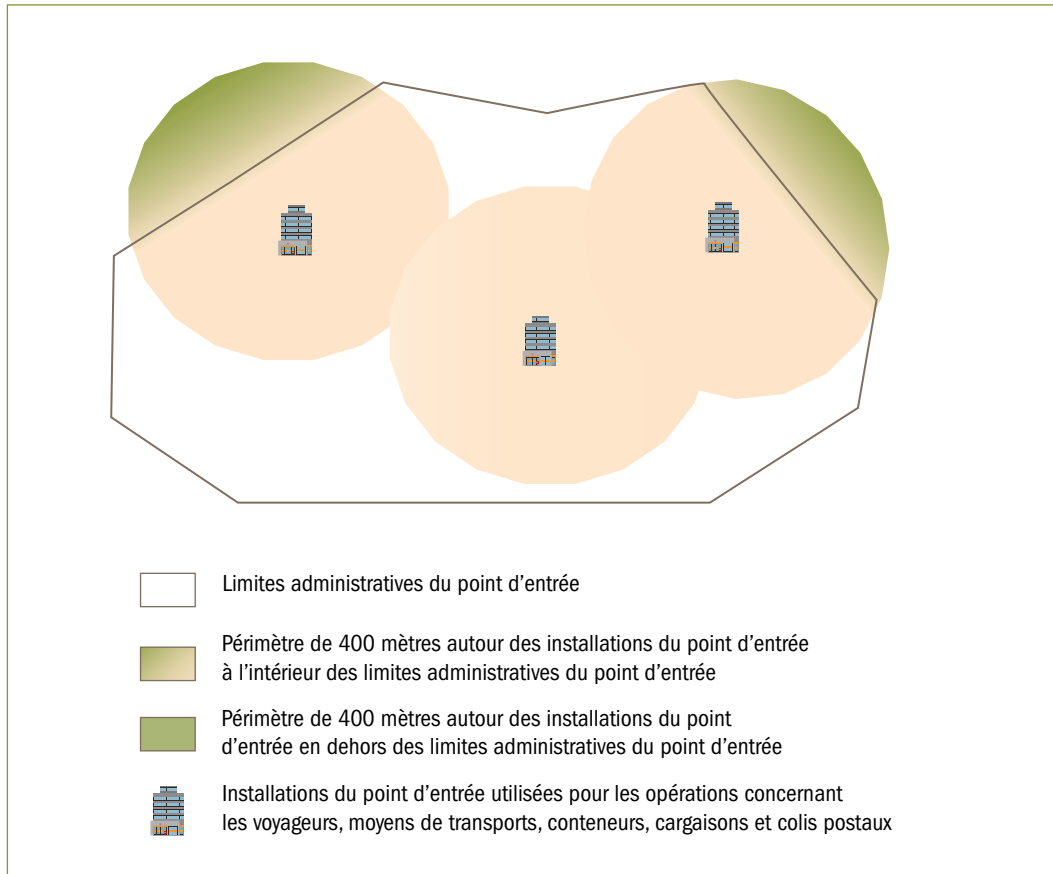 Limites administratives du point d'entrée
Périmètre de 400 mètres autour des installations du point d'entrée
à l'intérieur des limites administratives du point d'entrée
Périmètre de 400 mètres autour des installations du point
d'entrée en dehors des limites administratives du point d'entrée
Installations du point d'entrée utilisées pour les opérations concernant
les voyageurs, moyens de transports, conteneurs, cargaisons et colis postaux